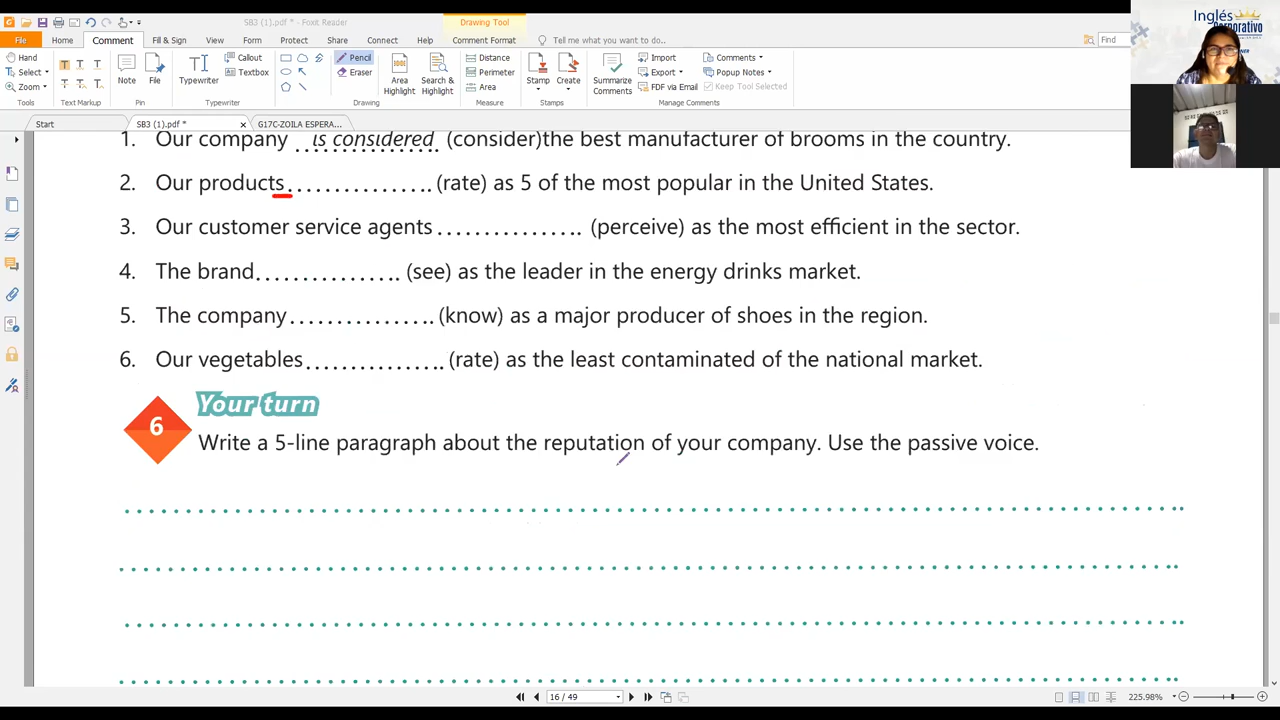 SB3 (1).pdf * - Foxit Reader
Drawing Tool
File Home Comment Fill & Sign View Form Protect Share Connect Help Comment Format Tell me what you want to do... Find
Hand
Select
Zoom
Tools
T T T
T T T
Text Markup
Note
File
Pin
Typewriter
Callout
Textbox
Typewriter
Pencil
Eraser
Drawing
Area Highlight
Search & Highlight
Distance
Perimeter
Area
Measure
Stamp
Create
Stamps
Summarize Comments
Import
Export
FDF via Email
Comments
Popup Notes
Keep Tool Selected
Manage Comments
Inglés
Corporativo
Start
SB3 (1).pdf *
G17C-ZOILA ESPERA...
1. Our company is considered (consider)the best manufacturer of brooms in the country.
2. Our products................. (rate) as 5 of the most popular in the United States.
3. Our customer service agents ................ (perceive) as the most efficient in the sector.
4. The brand................ (see) as the leader in the energy drinks market.
5. The company ................ (know) as a major producer of shoes in the region.
6. Our vegetables................ (rate) as the least contaminated of the national market.
6
Your turn
Write a 5-line paragraph about the reputation of your company. Use the passive voice.
16 / 49
225.98%